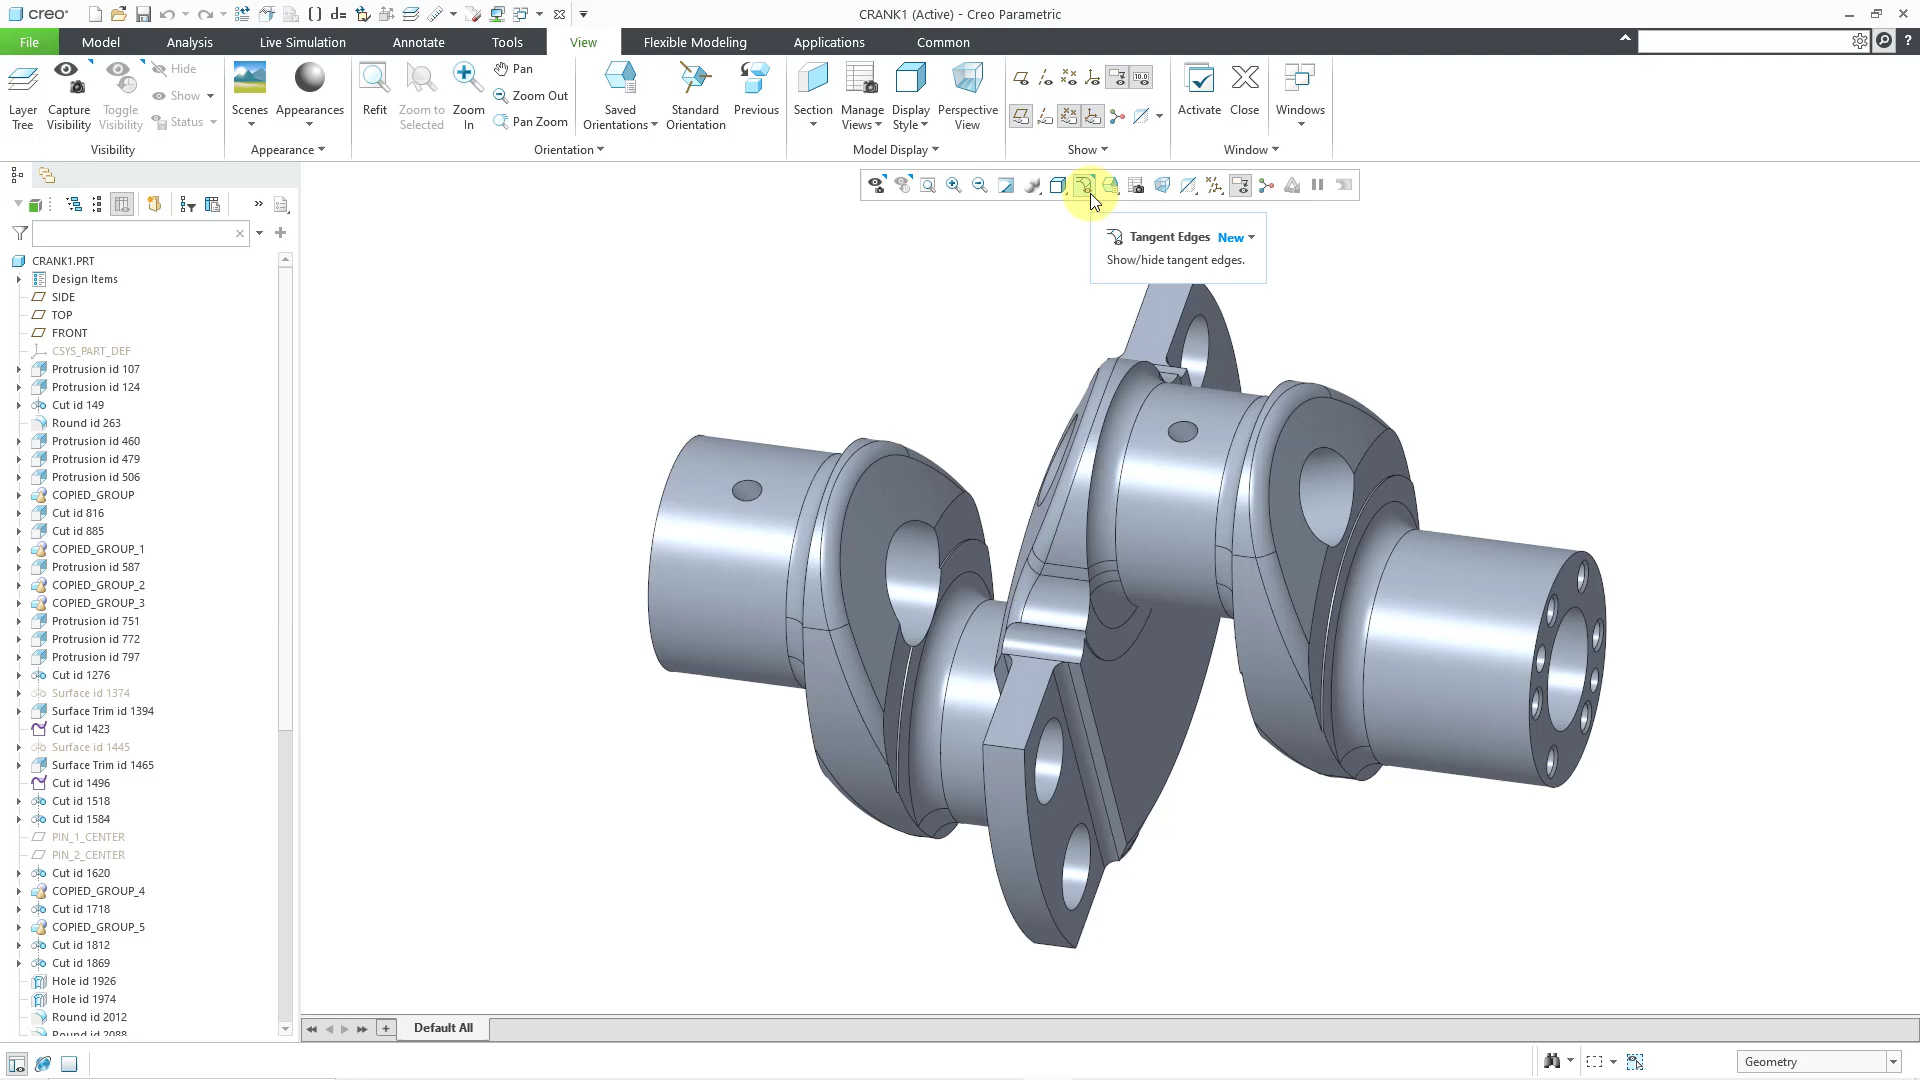 creo
CRANK1 (Active) - Creo Parametric
File
Model
Analysis
Live Simulation
Annotate
Tools
View
Flexible Modeling
Applications
Common
Layer Tree
Capture Visibility
Toggle Visibility
Hide
Show
Status
Visibility
Scenes
Appearances
Appearance
Refit
Zoom to Selected
Zoom In
Pan
Zoom Out
Pan Zoom
Saved Orientations
Standard Orientation
Previous
Orientation
Section
Manage Views
Display Style
Perspective View
Model Display
10.0
Show
Activate
Close
Windows
Window
Tangent Edges New
Show/hide tangent edges.
CRANK1.PRT
Design Items
SIDE
TOP
FRONT
CSYS_PART_DEF
Protrusion id 107
Protrusion id 124
Cut id 149
Round id 263
Protrusion id 460
Protrusion id 479
Protrusion id 506
COPIED_GROUP
Cut id 816
Cut id 885
COPIED_GROUP_1
Protrusion id 587
COPIED_GROUP_2
COPIED_GROUP_3
Protrusion id 751
Protrusion id 772
Protrusion id 797
Cut id 1276
Surface id 1374
Surface Trim id 1394
Cut id 1423
Surface id 1445
Surface Trim id 1465
Cut id 1496
Cut id 1518
Cut id 1584
PIN_1_CENTER
PIN_2_CENTER
Cut id 1620
COPIED_GROUP_4
Cut id 1718
COPIED_GROUP_5
Cut id 1812
Cut id 1869
Hole id 1926
Hole id 1974
Round id 2012
Round id 2088
Default All
Geometry